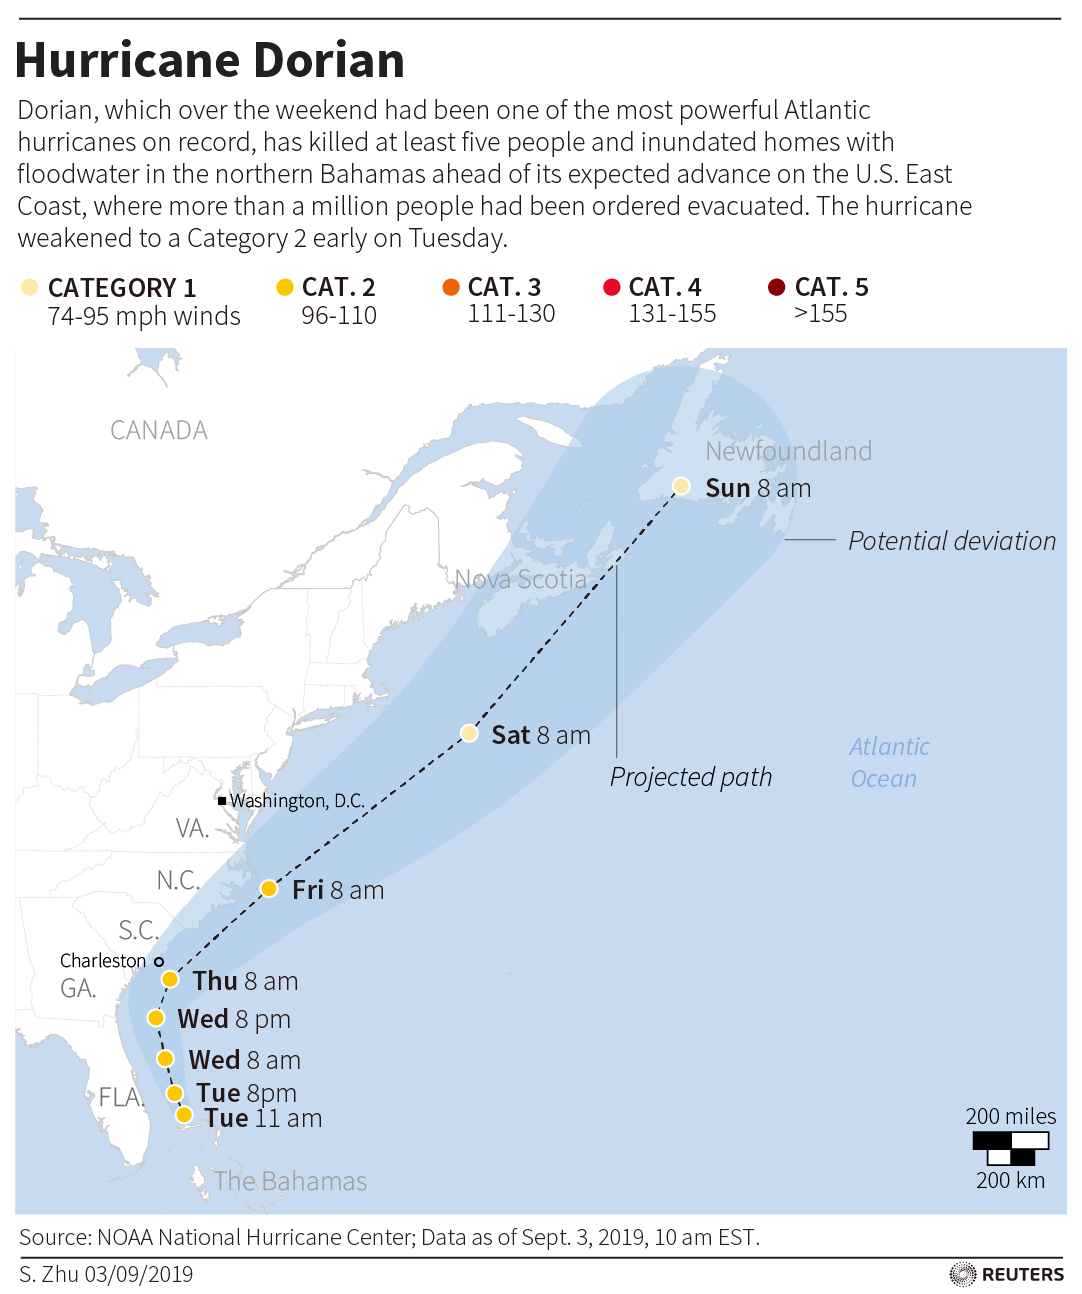 Hurricane Dorian
Dorian, which over the weekend had been one of the most powerful Atlantic
hurricanes on record, has killed at least five people and inundated homes with
floodwater in the northern Bahamas ahead of its expected advance on the U.S. East
Coast, where more than a million people had been ordered evacuated. The hurricane
weakened to a Category 2 early on Tuesday.
CATEGORY 1
74-95 mph winds
CAT. 2
96-110
CAT. 3
111-130
CAT. 4
131-155
CAT. 5
>155
CANADA
Newfoundland
Sun 8 am
Potential deviation
Nova Scotia
Sat 8 am
Atlantic
Ocean
Projected path
Washington, D.C.
VA.
N.C.
Fri 8 am
S.C.
Charleston
GA.
Thu 8 am
Wed 8 pm
Wed 8 am
FLA.
Tue 8pm
Tue 11 am
200 miles
200 km
The Bahamas
Source: NOAA National Hurricane Center; Data as of Sept. 3, 2019, 10 am EST.
S. Zhu 03/09/2019
REUTERS